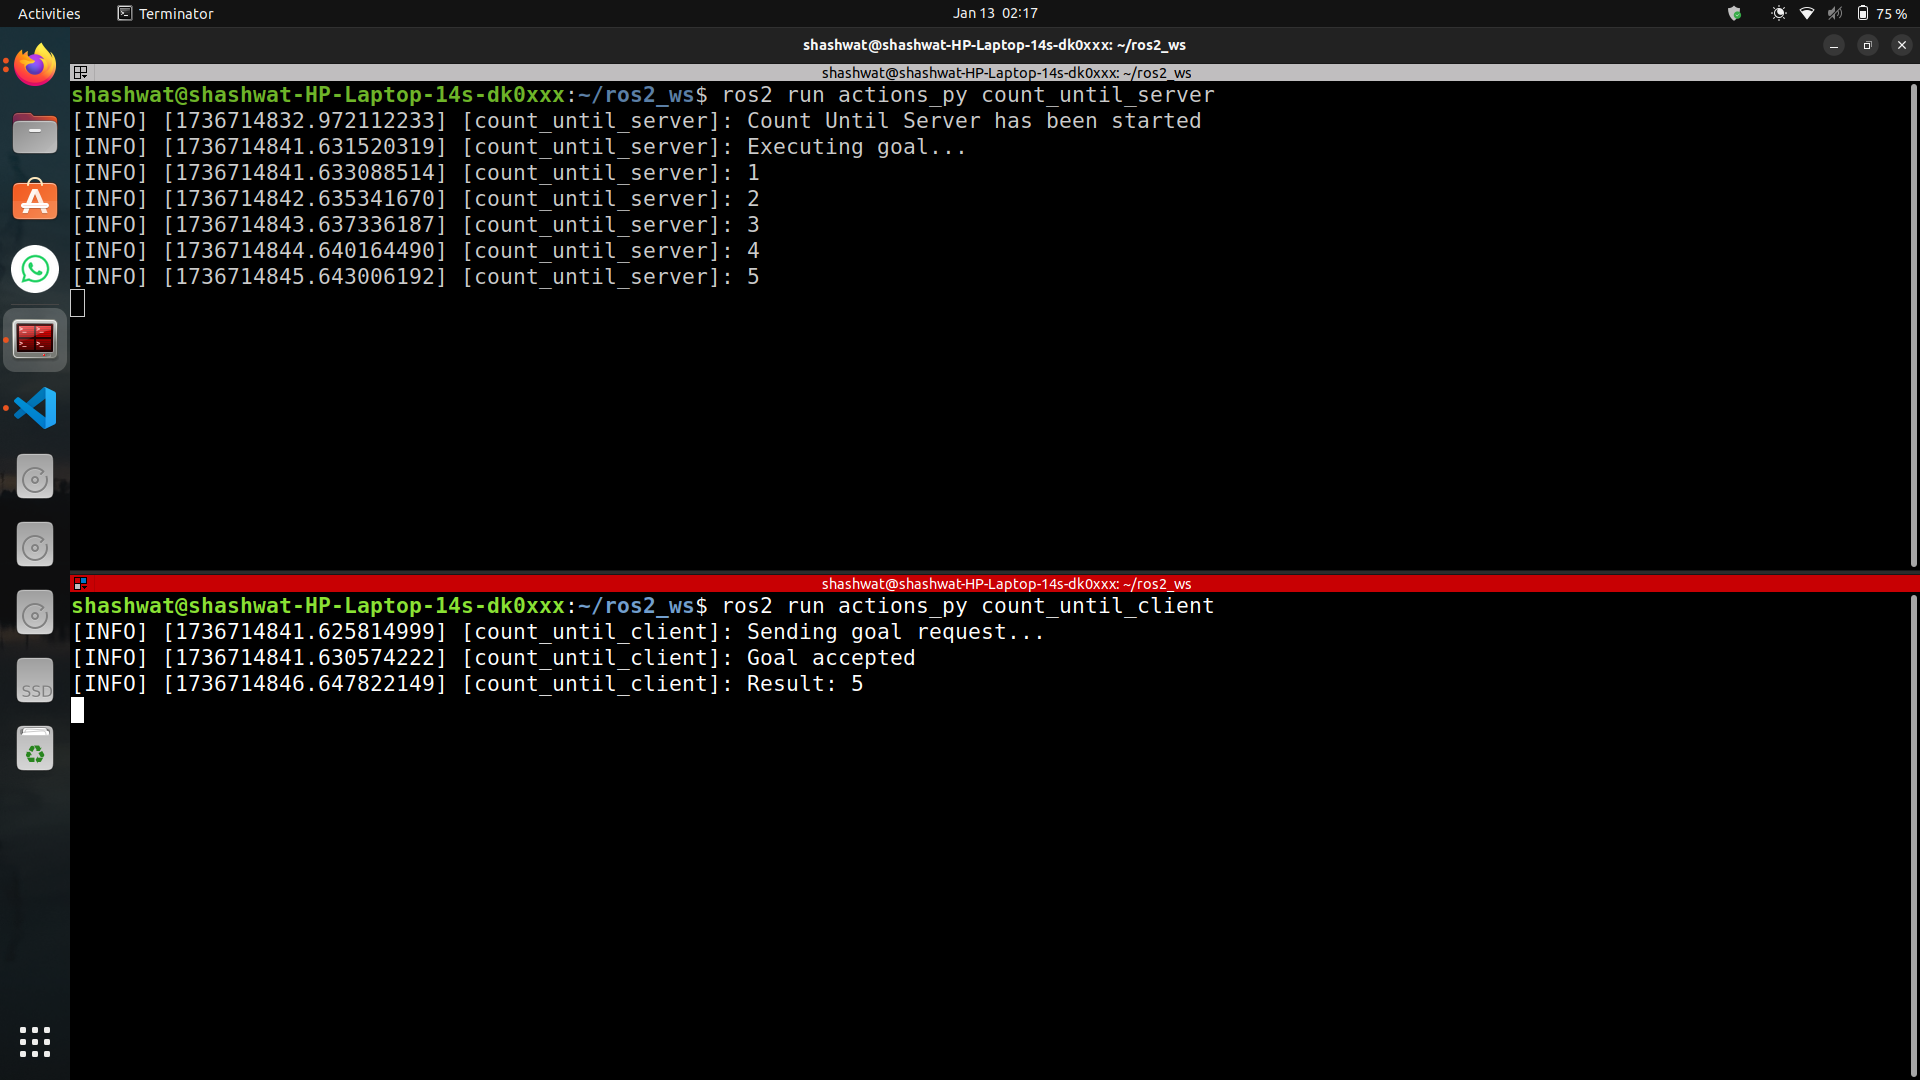 Activities Terminator Jan 13 02:17 75 %
shashwat@shashwat-HP-Laptop-14s-dk0xxx: ~/ros2_ws
shashwat@shashwat-HP-Laptop-14s-dk0xxx: ~/ros2_ws
shashwat@shashwat-HP-Laptop-14s-dk0xxx:~/ros2_ws$ ros2 run actions_py count_until_server
[INFO] [1736714832.972112233] [count_until_server]: Count Until Server has been started
[INFO] [1736714841.631520319] [count_until_server]: Executing goal...
[INFO] [1736714841.633088514] [count_until_server]: 1
[INFO] [1736714842.635341670] [count_until_server]: 2
[INFO] [1736714843.637336187] [count_until_server]: 3
[INFO] [1736714844.640164490] [count_until_server]: 4
[INFO] [1736714845.643006192] [count_until_server]: 5
shashwat@shashwat-HP-Laptop-14s-dk0xxx: ~/ros2_ws
shashwat@shashwat-HP-Laptop-14s-dk0xxx:~/ros2_ws$ ros2 run actions_py count_until_client
[INFO] [1736714841.625814999] [count_until_client]: Sending goal request...
[INFO] [1736714841.630574222] [count_until_client]: Goal accepted
[INFO] [1736714846.647822149] [count_until_client]: Result: 5
SSD